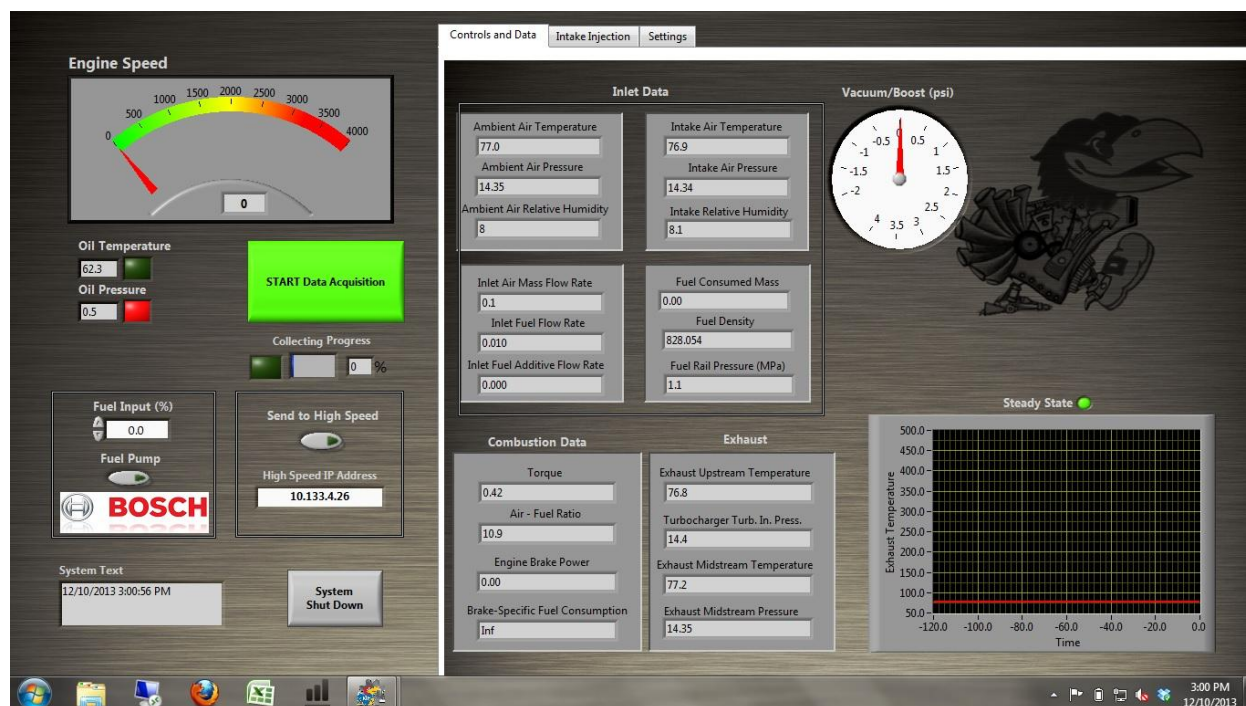 Controls and Data
Intake Injection
Settings
Engine Speed
0
500
1000
1500
2000
2500
3000
3500
4000
0
Oil Temperature
62.3
Oil Pressure
0.5
START Data Acquisition
Collecting Progress
0 %
Fuel Input (%)
0.0
Fuel Pump
BOSCH
Send to High Speed
High Speed IP Address
10.133.4.26
System Text
12/10/2013 3:00:56 PM
System
Shut Down
Inlet Data
Ambient Air Temperature
77.0
Ambient Air Pressure
14.35
Ambient Air Relative Humidity
8
Intake Air Temperature
76.9
Intake Air Pressure
14.34
Intake Relative Humidity
8.1
Inlet Air Mass Flow Rate
0.1
Inlet Fuel Flow Rate
0.010
Inlet Fuel Additive Flow Rate
0.000
Fuel Consumed Mass
0.00
Fuel Density
828.054
Fuel Rail Pressure (MPa)
1.1
Combustion Data
Torque
0.42
Air - Fuel Ratio
10.9
Engine Brake Power
0.00
Brake-Specific Fuel Consumption
Inf
Exhaust
Exhaust Upstream Temperature
76.8
Turbocharger Turb. In. Press.
14.4
Exhaust Midstream Temperature
77.2
Exhaust Midstream Pressure
14.35
Vacuum/Boost (psi)
-2
-1.5
-1
-0.5
0
0.5
1
1.5
2
2.5
3
3.5
4
Steady State
Exhaust Temperature
500.0
450.0
400.0
350.0
300.0
250.0
200.0
150.0
100.0
50.0
-120.0 -100.0 -80.0 -60.0 -40.0 -20.0 0.0
Time
3:00 PM
12/10/2013